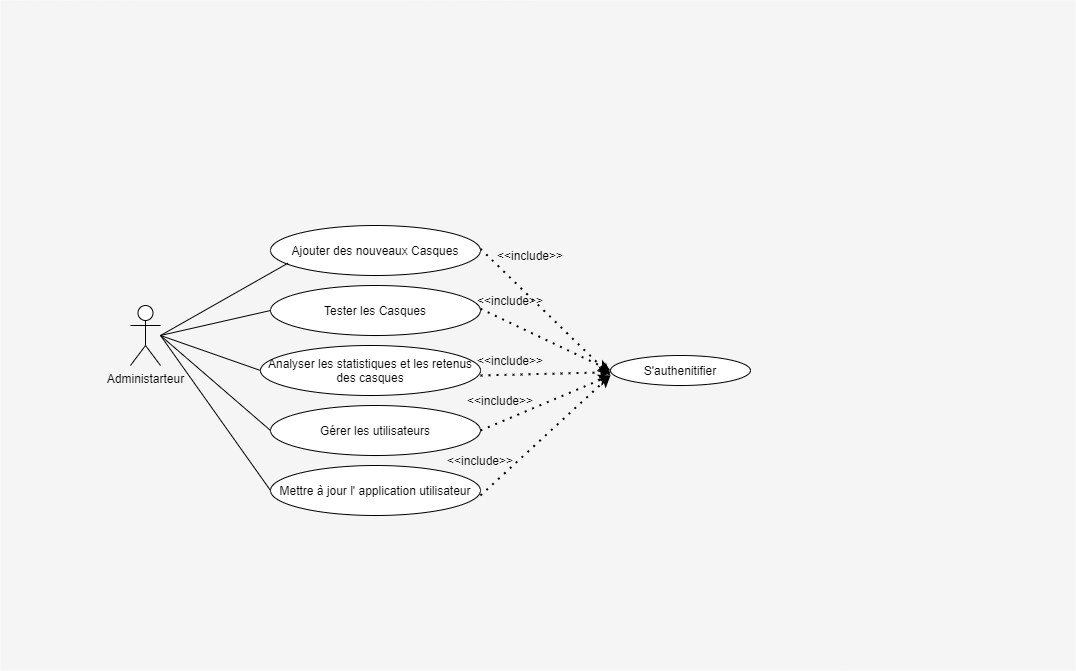 Ajouter des nouveaux Casques
<<include>>
Tester les Casques
<<include>>
Analyser les statistiques et les retenus
des casques
<<include>>
S'authenitifier
Administarteur
<<include>>
Gérer les utilisateurs
<<include>>
Mettre à jour l' application utilisateur